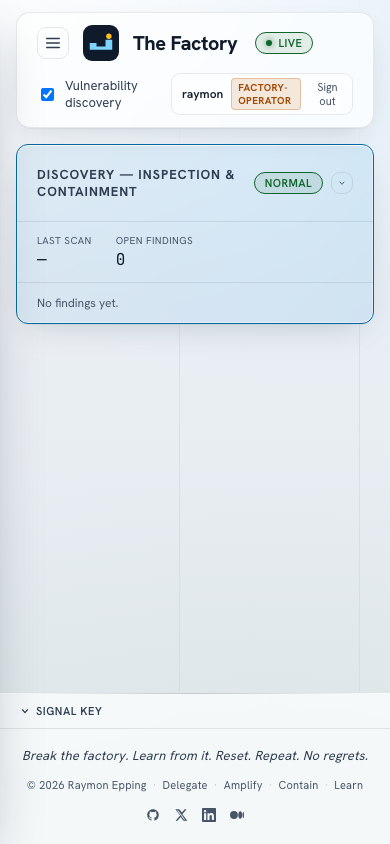 The Factory
LIVE
Vulnerability
discovery
raymon
FACTORY-
OPERATOR
Sign
out
DISCOVERY — INSPECTION &
CONTAINMENT
NORMAL
LAST SCAN
—
OPEN FINDINGS
0
No findings yet.
SIGNAL KEY
Break the factory. Learn from it. Reset. Repeat. No regrets.
© 2026 Raymon Epping · Delegate · Amplify · Contain · Learn